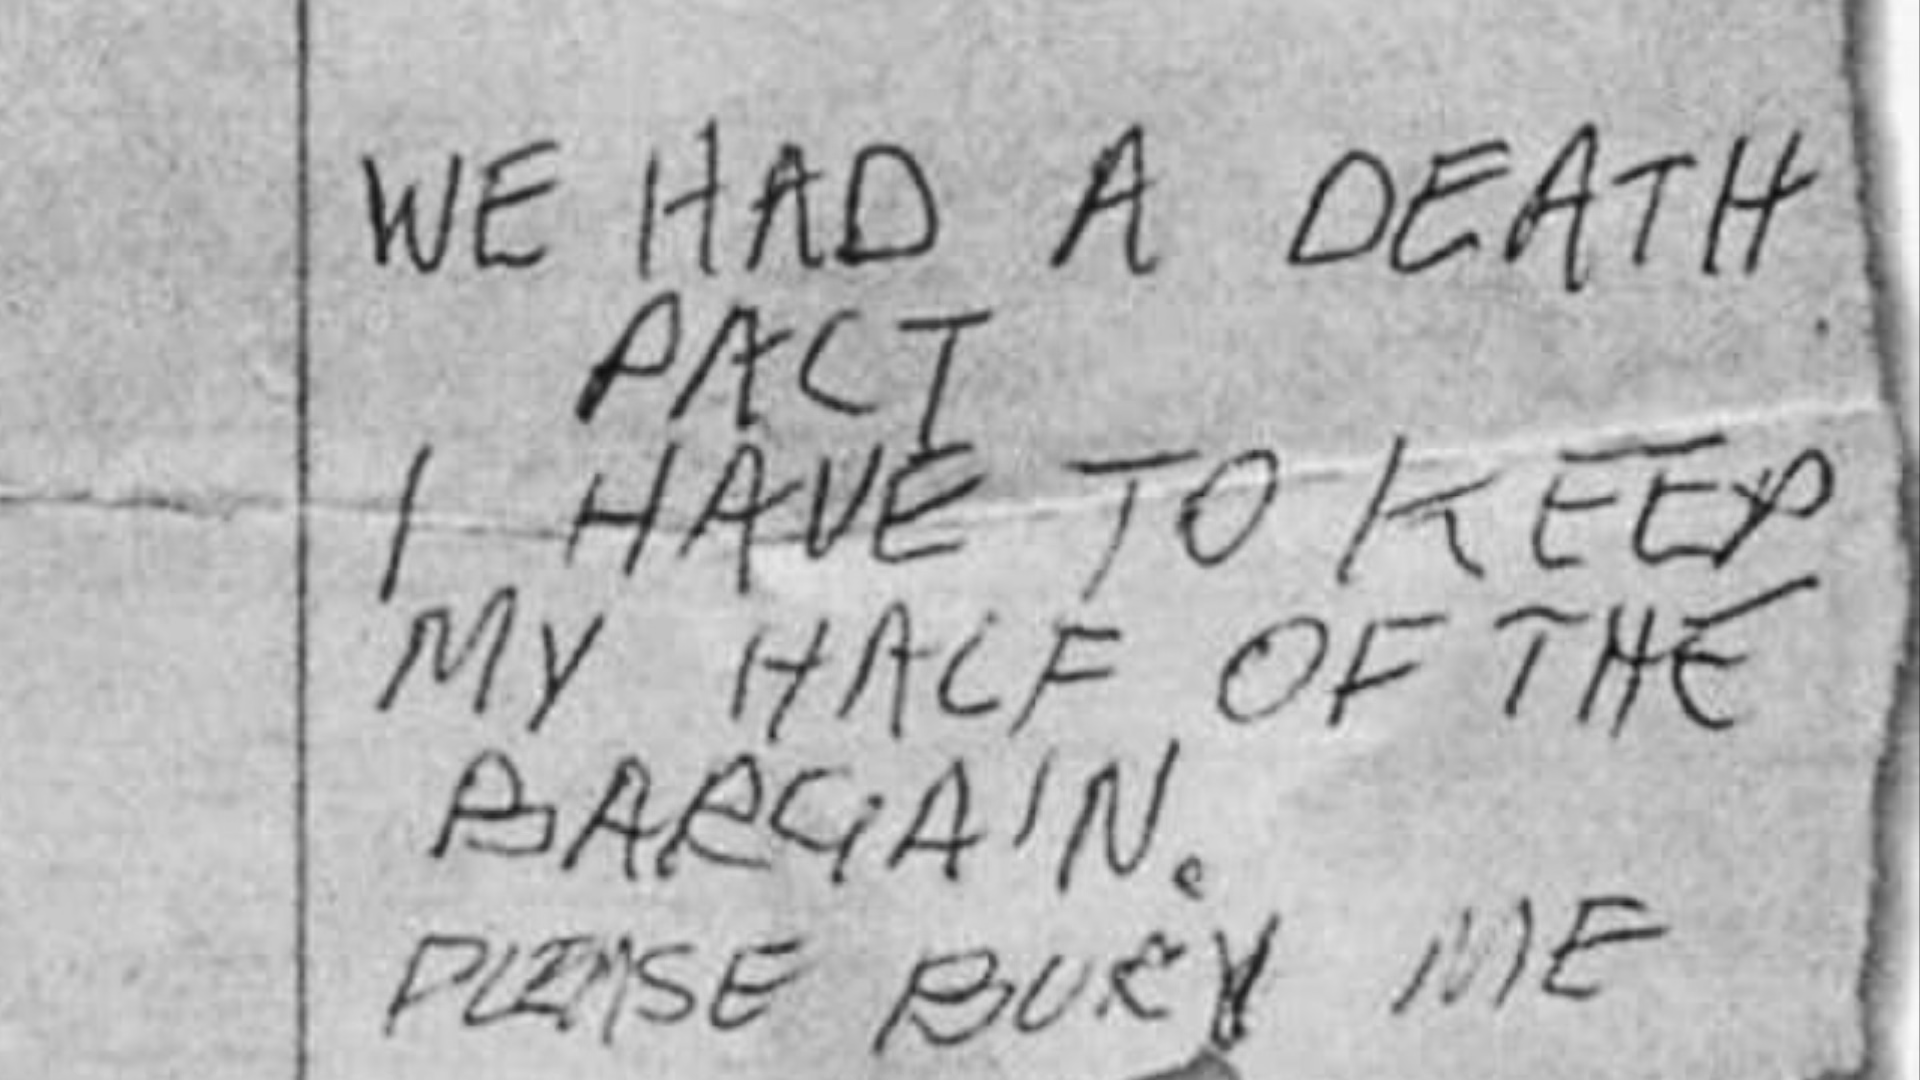 WE HAD A DEATH
PACT
I HAVE TO KEEP
MY HALF OF THE
BARGAIN.
PLEASE BURY ME